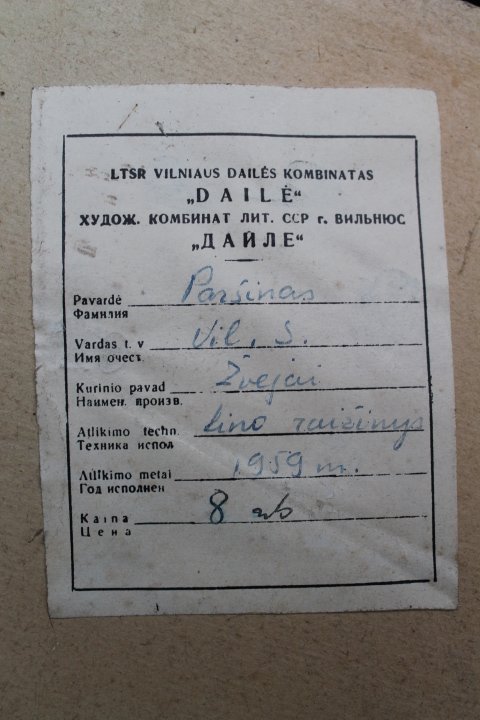 LTSR VILNIAUS DAILĖS KOMBINATAS
„DAILĖ“
ХУДОЖ. КОМБИНАТ ЛИТ. ССР г. ВИЛЬНЮС
„ДАЙЛЕ“
Pavardė Paršinas
Фамилия
Vardas t. v Vil. S.
Имя очест.
Kurinio pavad Žvejai
Наимен. произв.
Atlikimo techn. Lino raižinys
Техника испол
Atlikimo metai 1959 m.
Год исполнен
Kaina 8 rb
Цена